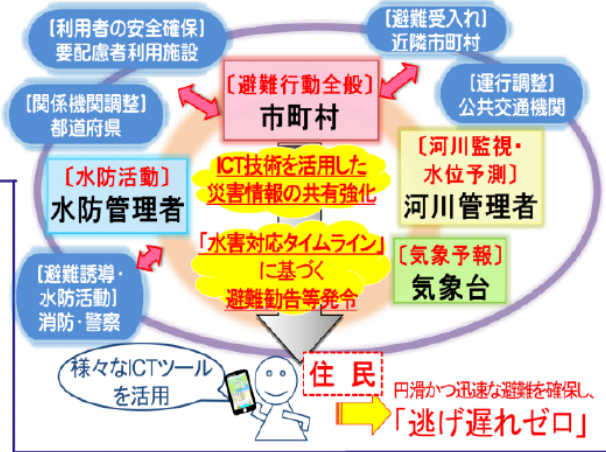 [利用者の安全確保]
要配慮者利用施設
[避難受入れ]
近隣市町村
[関係機関調整]
都道府県
[避難行動全般]
市町村
[運行調整]
公共交通機関
[水防活動]
水防管理者
ICT技術を活用した
災害情報の共有強化
[河川監視・
水位予測]
河川管理者
「水害対応タイムライン」
に基づく
避難勧告等発令
[気象予報]
気象台
[避難誘導・
水防活動]
消防・警察
様々なICTツール
を活用
住民
円滑かつ迅速な避難を確保し、
「逃げ遅れゼロ」